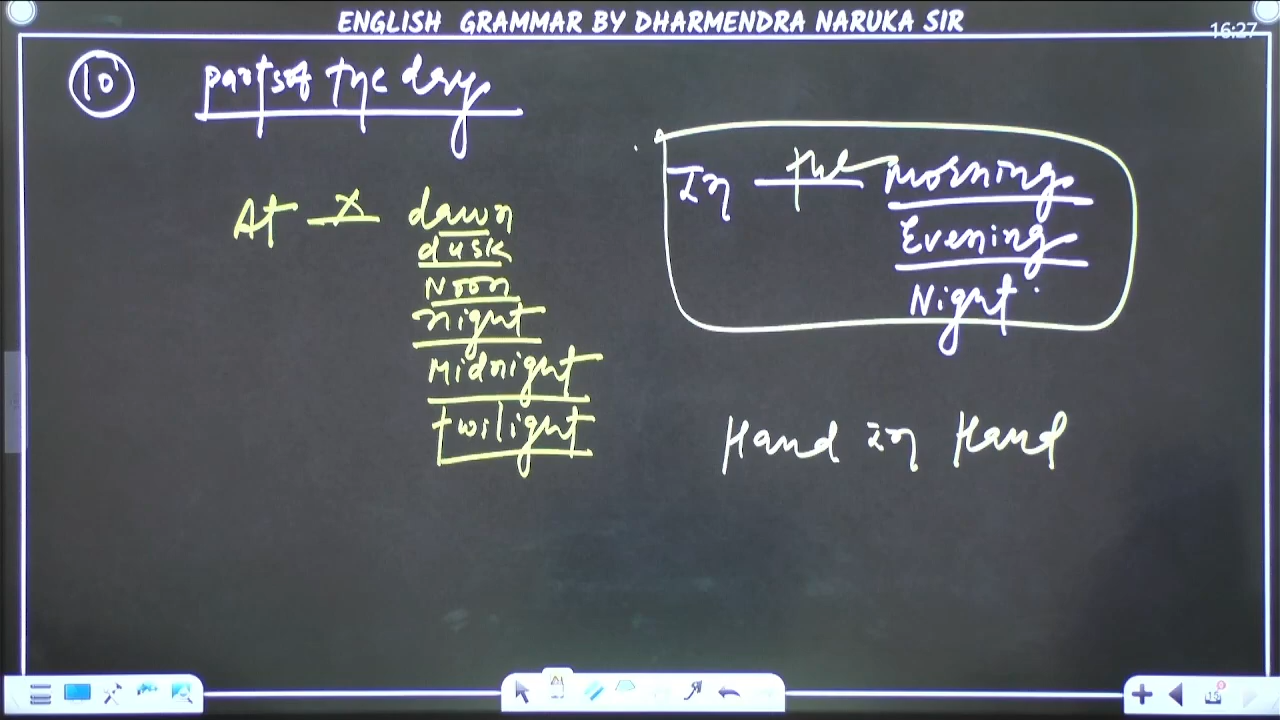 ENGLISH GRAMMAR BY DHARMENDRA NARUKA SIR
16:27
10 parts of the day
At × dawn
dusk
Noon
night
Midnight
twilight
In the morning
Evening
Night
Hand in Hand